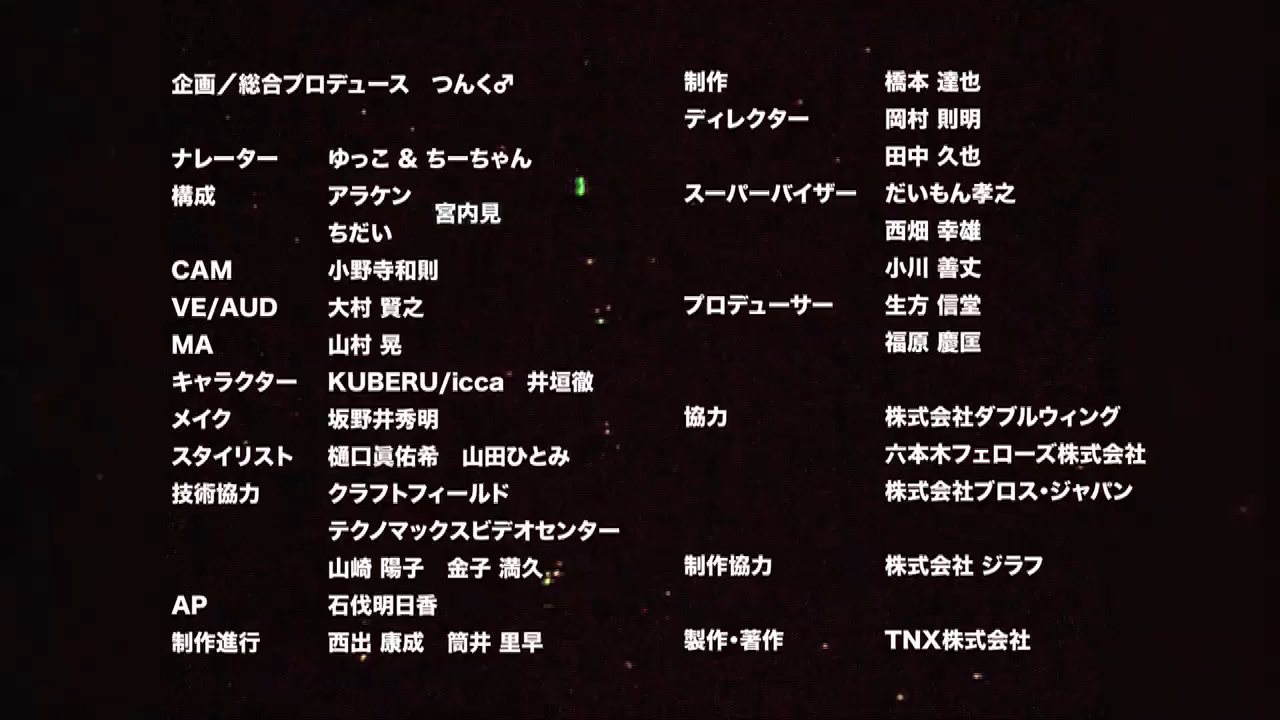 企画／総合プロデュース　つんく♂
ナレーター　ゆっこ & ちーちゃん
構成　アラケン
宮内見
ちだい
CAM　小野寺和則
VE/AUD　大村 賢之
MA　山村 晃
キャラクター　KUBERU/icca　井垣徹
メイク　坂野井秀明
スタイリスト　樋口眞佑希　山田ひとみ
技術協力　クラフトフィールド
テクノマックスビデオセンター
山崎 陽子　金子 満久
AP　石伐明日香
制作進行　西出 康成　筒井 里早
制作　橋本 達也
ディレクター　岡村 則明
田中 久也
スーパーバイザー　だいもん孝之
西畑 幸雄
小川 善丈
プロデューサー　生方 信堂
福原 慶匡
協力　株式会社ダブルウィング
六本木フェローズ株式会社
株式会社ブロス・ジャパン
制作協力　株式会社 ジラフ
製作・著作　TNX株式会社